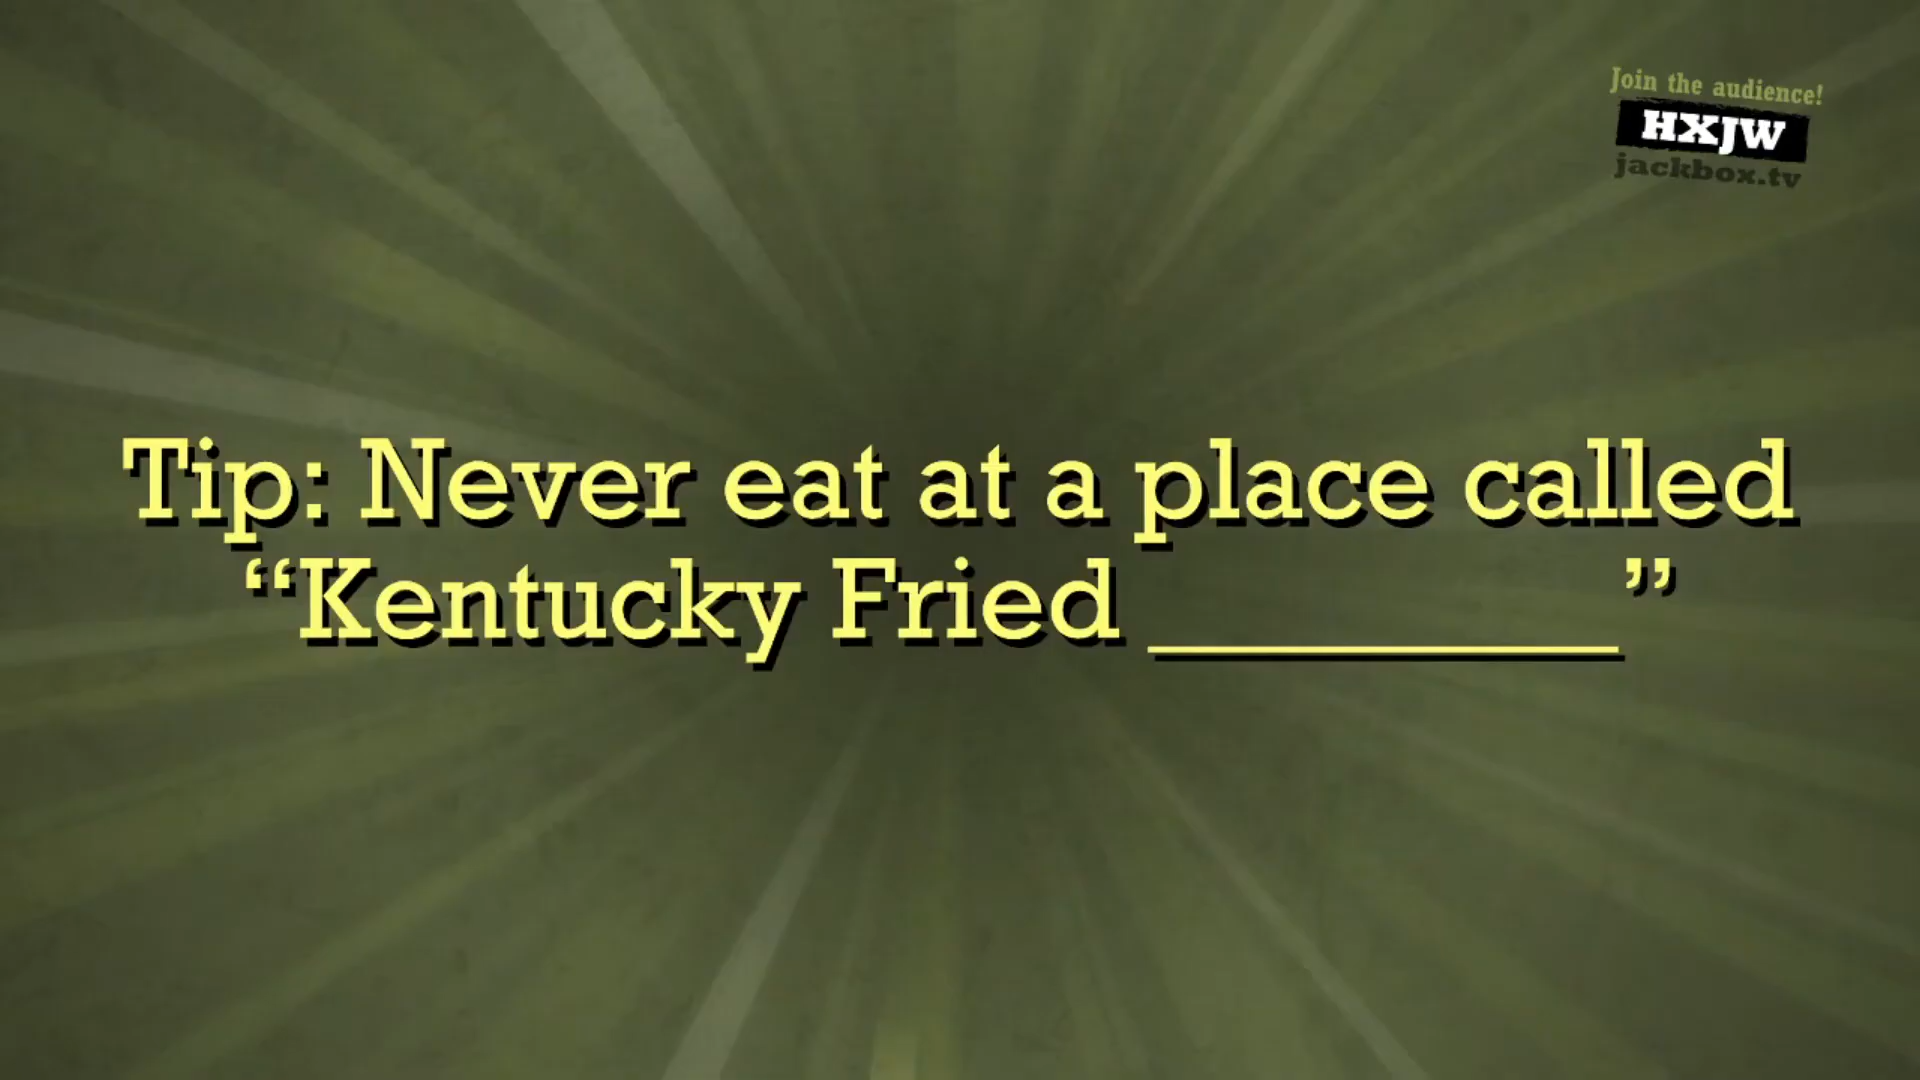 Join the audience!
HXJW
jackbox.tv
Tip: Never eat at a place called
“Kentucky Fried ________”